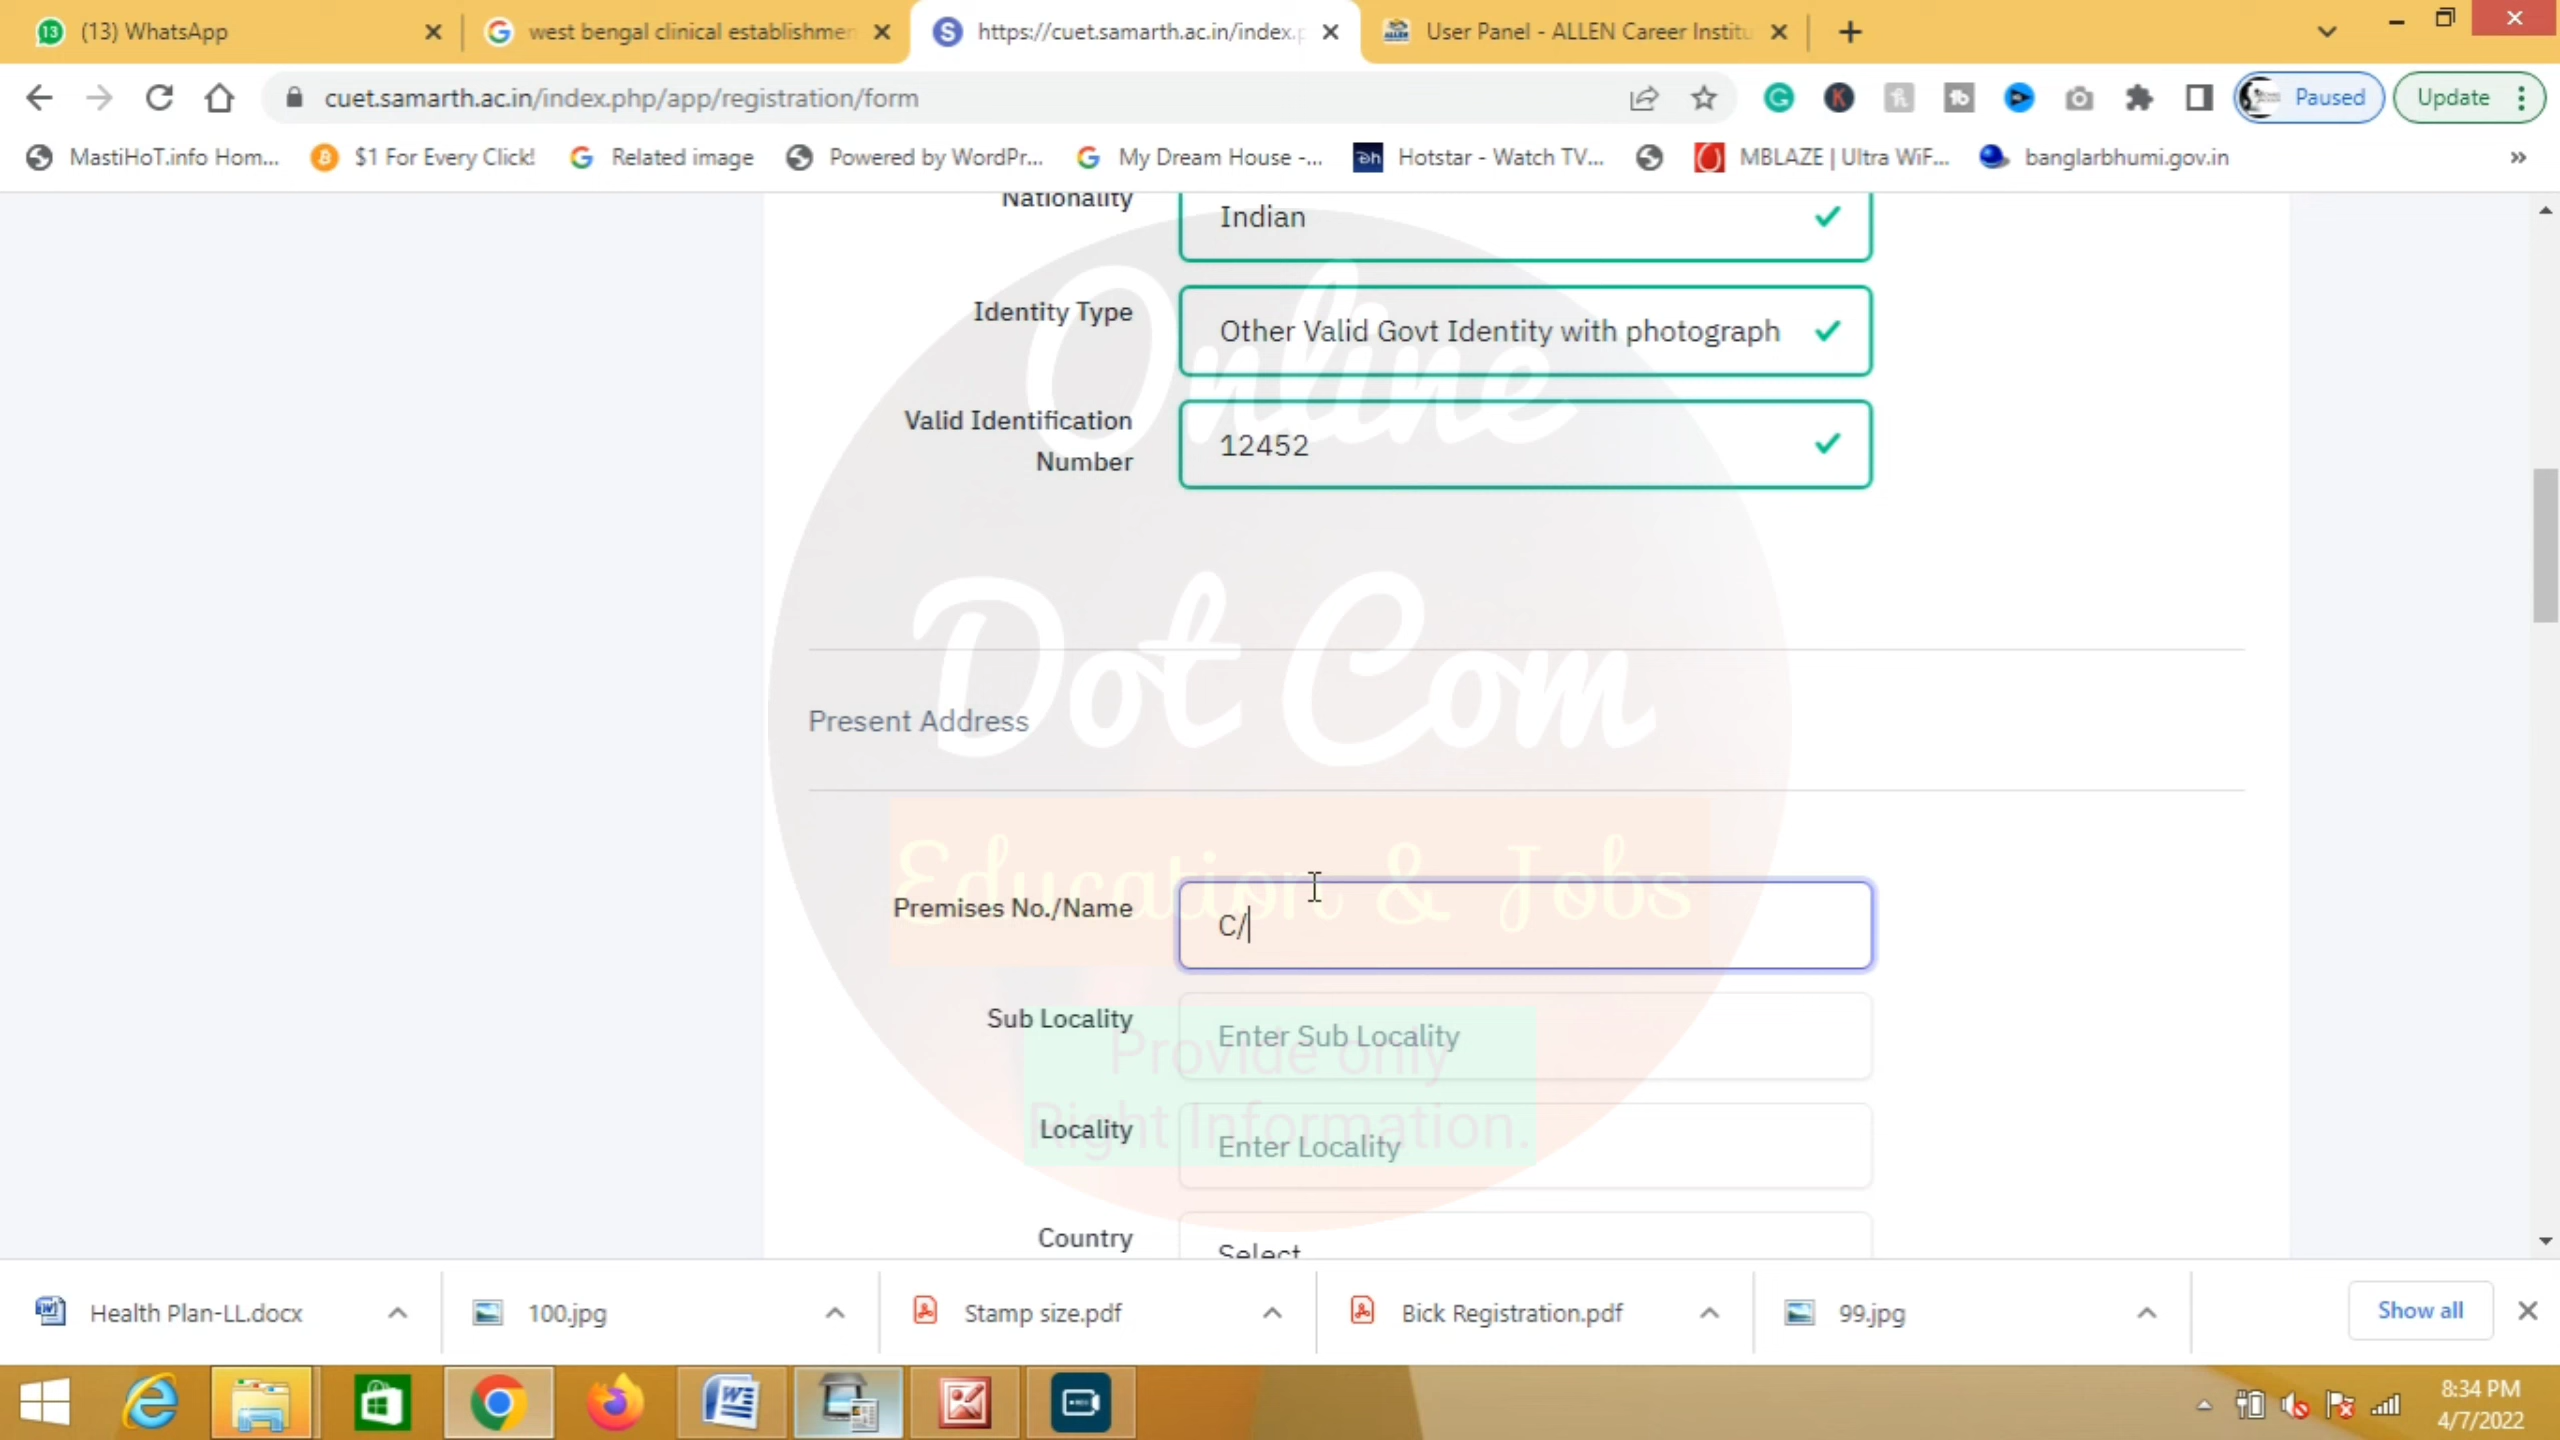 (13) WhatsApp
west bengal clinical establishmen
https://cuet.samarth.ac.in/index.p
User Panel - ALLEN Career Institu
cuet.samarth.ac.in/index.php/app/registration/form
Paused
Update
MastiHoT.info Hom...
$1 For Every Click!
Related image
Powered by WordPr...
My Dream House -...
Hotstar - Watch TV...
MBLAZE | Ultra WiF...
banglarbhumi.gov.in
»
Nationality
Indian
Identity Type
Other Valid Govt Identity with photograph
Valid Identification
Number
12452
Online
Dot Com
Present Address
Education & Jobs
Premises No./Name
C/
Sub Locality
Enter Sub Locality
Provide only
Right Information.
Locality
Enter Locality
Country
Select
Health Plan-LL.docx
100.jpg
Stamp size.pdf
Bick Registration.pdf
99.jpg
Show all
8:34 PM
4/7/2022